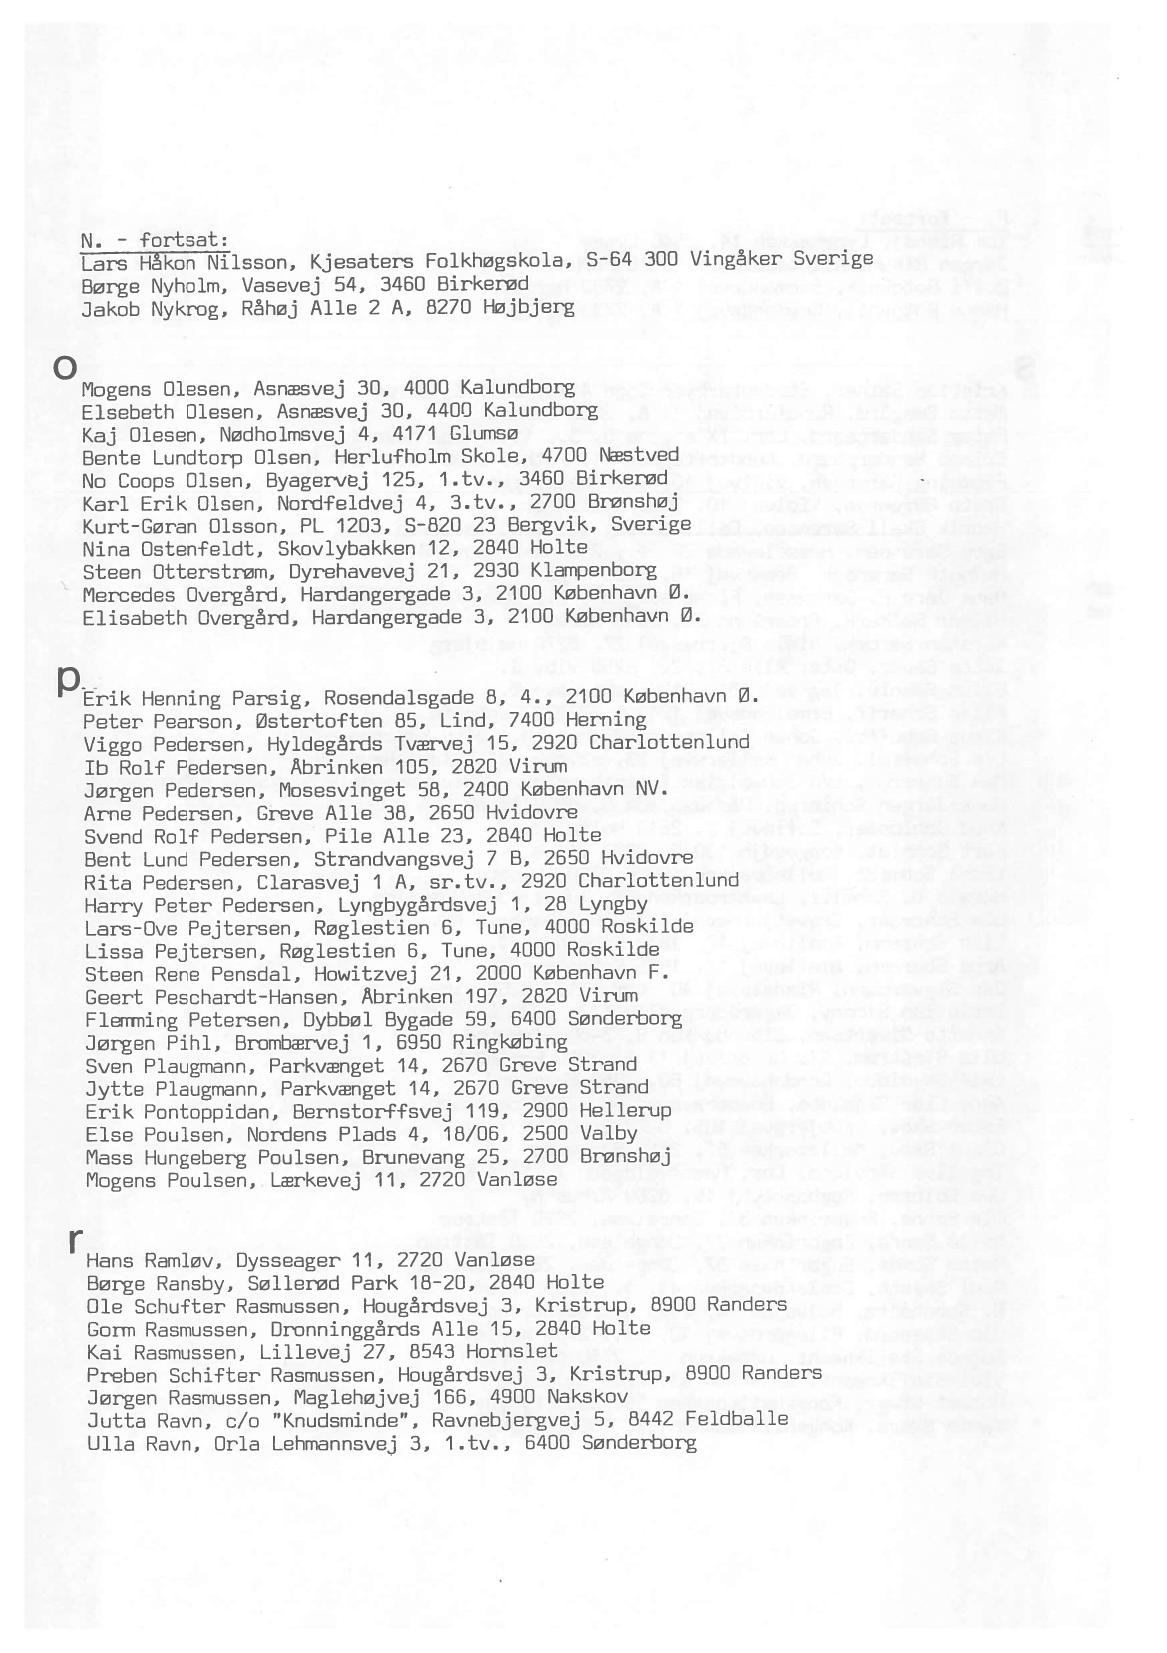 N. - fortsat:
Lars Håkon Nilsson, Kjesaters Folkhøgskola, S-64 300 Vingåker Sverige
Børge Nyholm, Vasevej 54, 3460 Birkerød
Jakob Nykrog, Råhøj Alle 2 A, 8270 Højbjerg
o
Mogens Olesen, Asnæsvej 30, 4000 Kalundborg
Elsebeth Olesen, Asnæsvej 30, 4400 Kalundborg
Kaj Olesen, Nødholmsvej 4, 4171 Glumsø
Bente Lundtorp Olsen, Herlufholm Skole, 4700 Næstved
No Coops Olsen, Byagervej 125, 1.tv., 3460 Birkerød
Karl Erik Olsen, Nordfeldvej 4, 3.tv., 2700 Brønshøj
Kurt-Gøran Olsson, PL 1203, S-820 23 Bergvik, Sverige
Nina Ostenfeldt, Skovlybakken 12, 2840 Holte
Steen Otterstrøm, Dyrehavevej 21, 2930 Klampenborg
Mercedes Overgård, Hardangergade 3, 2100 København Ø.
Elisabeth Overgård, Hardangergade 3, 2100 København Ø.
p
Erik Henning Parsig, Rosendalsgade 8, 4., 2100 København Ø.
Peter Pearson, Østertoften 85, Lind, 7400 Herning
Viggo Pedersen, Hyldegårds Tværvej 15, 2920 Charlottenlund
Ib Rolf Pedersen, Åbrinken 105, 2820 Virum
Jørgen Pedersen, Mosesvinget 58, 2400 København NV.
Arne Pedersen, Greve Alle 38, 2650 Hvidovre
Svend Rolf Pedersen, Pile Alle 23, 2840 Holte
Bent Lund Pedersen, Strandvangsvej 7 B, 2650 Hvidovre
Rita Pedersen, Clarasvej 1 A, sr.tv., 2920 Charlottenlund
Harry Peter Pedersen, Lyngbygårdsvej 1, 28 Lyngby
Lars-Ove Pejtersen, Røglestien 6, Tune, 4000 Roskilde
Lissa Pejtersen, Røglestien 6, Tune, 4000 Roskilde
Steen Rene Pensdal, Howitzvej 21, 2000 København F.
Geert Peschardt-Hansen, Åbrinken 197, 2820 Virum
Flemming Petersen, Dybbøl Bygade 59, 6400 Sønderborg
Jørgen Pihl, Brombærvej 1, 6950 Ringkøbing
Sven Plaugmann, Parkvænget 14, 2670 Greve Strand
Jytte Plaugmann, Parkvænget 14, 2670 Greve Strand
Erik Pontoppidan, Bernstorffsvej 119, 2900 Hellerup
Else Poulsen, Nordens Plads 4, 18/06, 2500 Valby
Mass Hungeberg Poulsen, Brunevang 25, 2700 Brønshøj
Mogens Poulsen, Lærkevej 11, 2720 Vanløse
r
Hans Ramløv, Dysseager 11, 2720 Vanløse
Børge Ransby, Søllerød Park 18-20, 2840 Holte
Ole Schufter Rasmussen, Hougårdsvej 3, Kristrup, 8900 Randers
Gorm Rasmussen, Dronninggårds Alle 15, 2840 Holte
Kai Rasmussen, Lillevej 27, 8543 Hornslet
Preben Schifter Rasmussen, Hougårdsvej 3, Kristrup, 8900 Randers
Jørgen Rasmussen, Maglehøjvej 166, 4900 Nakskov
Jutta Ravn, c/o "Knudsminde", Ravnebjergvej 5, 8442 Feldballe
Ulla Ravn, Orla Lehmannsvej 3, 1.tv., 6400 Sønderborg